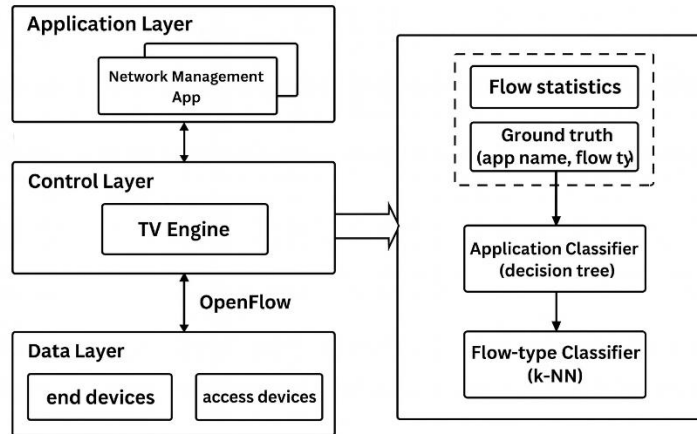 Application Layer
Network Management
App
Control Layer
TV Engine
OpenFlow
Data Layer
end devices
access devices
Flow statistics
Ground truth
(app name, flow ty)
Application Classifier
(decision tree)
Flow-type Classifier
(k-NN)